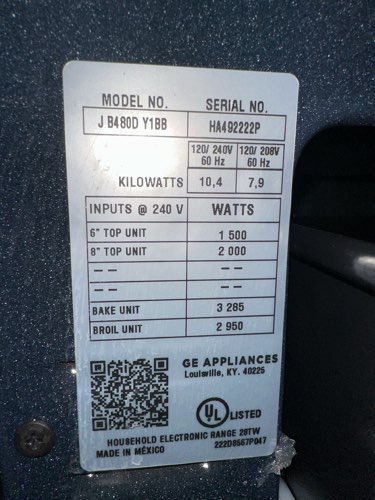 MODEL NO. SERIAL NO.
J B480D Y1BB HA492222P
120/ 240V 120/ 208V
60 Hz 60 Hz
KILOWATTS 10,4 7,9
INPUTS @ 240 V WATTS
6" TOP UNIT 1 500
8" TOP UNIT 2 000
-- --
-- --
BAKE UNIT 3 285
BROIL UNIT 2 950
GE APPLIANCES
Louisville, KY. 40225
UL LISTED
HOUSEHOLD ELECTRONIC RANGE 28TW
MADE IN MÉXICO 222D8567P047